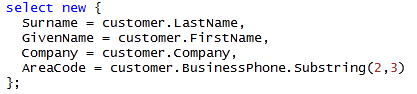 select new {
  Surname = customer.LastName,
  GivenName = customer.FirstName,
  Company = customer.Company,
  AreaCode = customer.BusinessPhone.Substring(2,3)
};